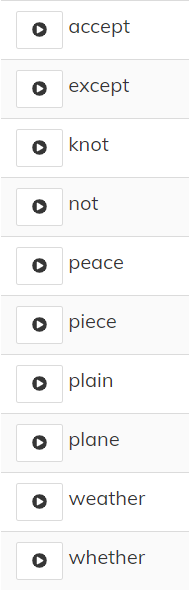 accept
except
knot
not
peace
piece
plain
plane
weather
whether